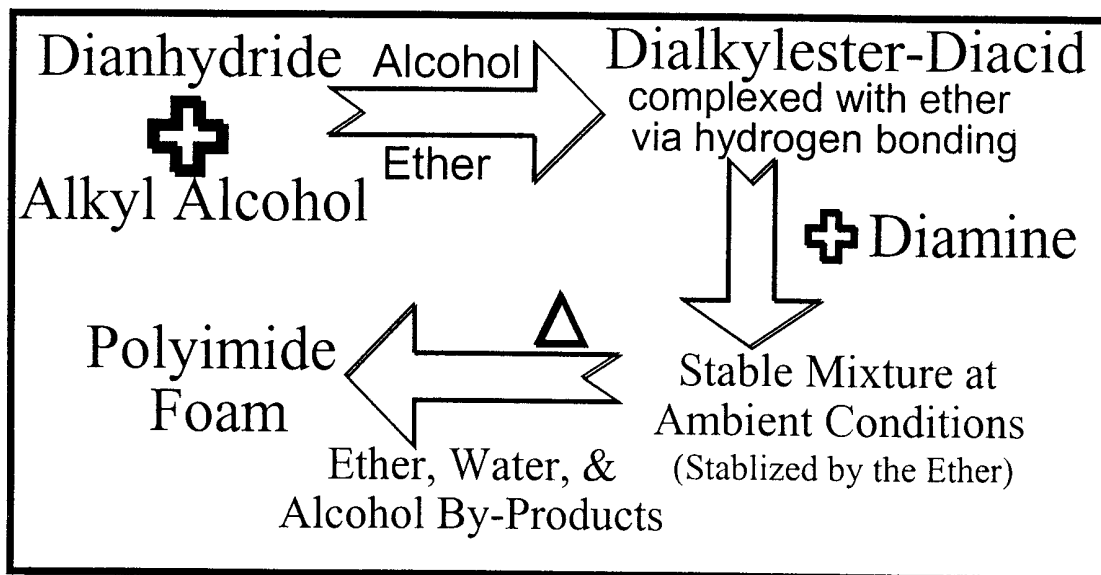 Dianhydride
Alkyl Alcohol
Alcohol
Ether
Dialkylester-Diacid
complexed with ether
via hydrogen bonding
Diamine
Stable Mixture at
Ambient Conditions
(Stablized by the Ether)
Δ
Ether, Water, &
Alcohol By-Products
Polyimide
Foam